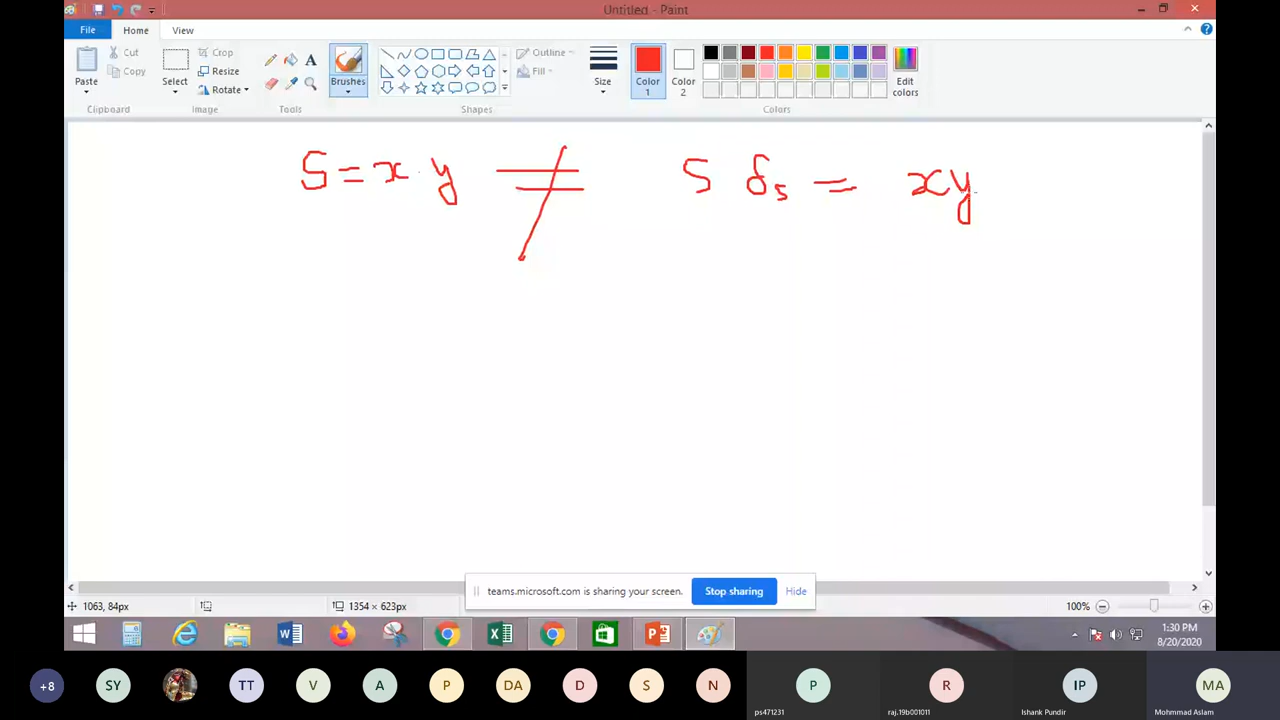 Untitled - Paint
File Home View
Paste Cut Copy Clipboard
Select Crop Resize Rotate Image
Tools
Brushes
Shapes Outline Fill
Size
Color 1
Color 2
Edit colors
Colors
S = x y ≠ S δs = xy
teams.microsoft.com is sharing your screen. Stop sharing Hide
1063, 84px 1354 × 623px 100%
1:30 PM
8/20/2020
+8 SY TT V A P DA D S N P R IP MA
ps471231 raj.19b001011 Ishank Pundir Mohmmad Aslam